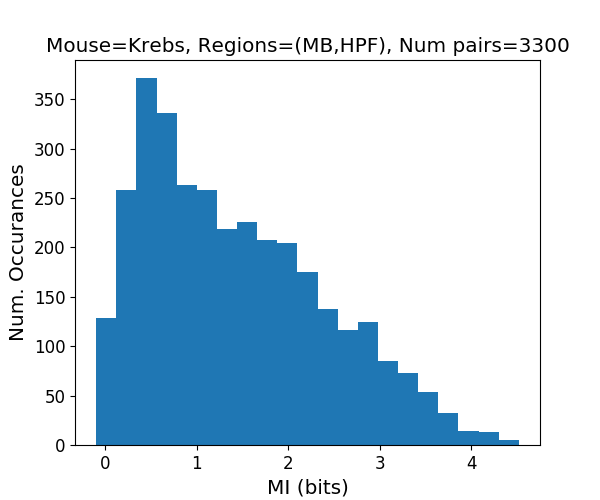 Mouse=Krebs, Regions=(MB,HPF), Num pairs=3300
Num. Occurances
350
300
250
200
150
100
50
0
0 1 2 3 4
MI (bits)